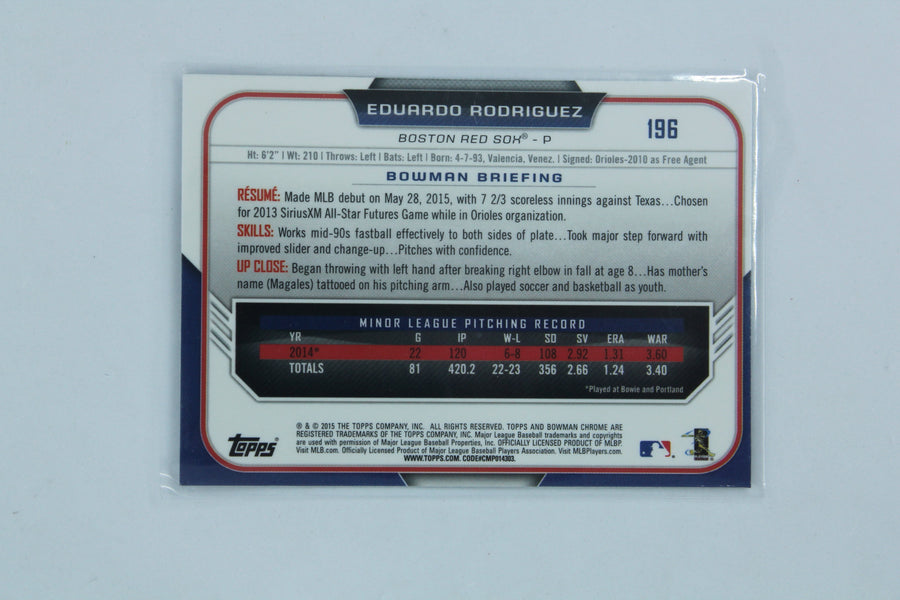 EDUARDO RODRIGUEZ
196
BOSTON RED SOX® - P
Ht: 6'2" | Wt: 210 | Throws: Left | Bats: Left | Born: 4-7-93, Valencia, Venez. | Signed: Orioles-2010 as Free Agent
BOWMAN BRIEFING
RÉSUMÉ: Made MLB debut on May 28, 2015, with 7 2/3 scoreless innings against Texas...Chosen
for 2013 SiriusXM All-Star Futures Game while in Orioles organization.
SKILLS: Works mid-90s fastball effectively to both sides of plate...Took major step forward with
improved slider and change-up...Pitches with confidence.
UP CLOSE: Began throwing with left hand after breaking right elbow in fall at age 8...Has mother's
name (Magales) tattooed on his pitching arm...Also played soccer and basketball as youth.
MINOR LEAGUE PITCHING RECORD
YR G IP W-L SO SV ERA WAR
2014* 22 120 6-8 108 2.92 1.31 3.60
TOTALS 81 420.2 22-23 356 2.66 1.24 3.40
*Played at Bowie and Portland
Topps®
® & © 2015 THE TOPPS COMPANY, INC. ALL RIGHTS RESERVED. TOPPS AND BOWMAN CHROME ARE
REGISTERED TRADEMARKS OF THE TOPPS COMPANY, INC. Major League Baseball trademarks and copyrights
are used with permission of Major League Baseball Properties, Inc. OFFICIALLY LICENSED PRODUCT OF MLBP.
Visit MLB.com. Officially Licensed Product of Major League Baseball Players Association. Visit MLBPlayers.com.
WWW.TOPPS.COM. CODE#CMP014303.